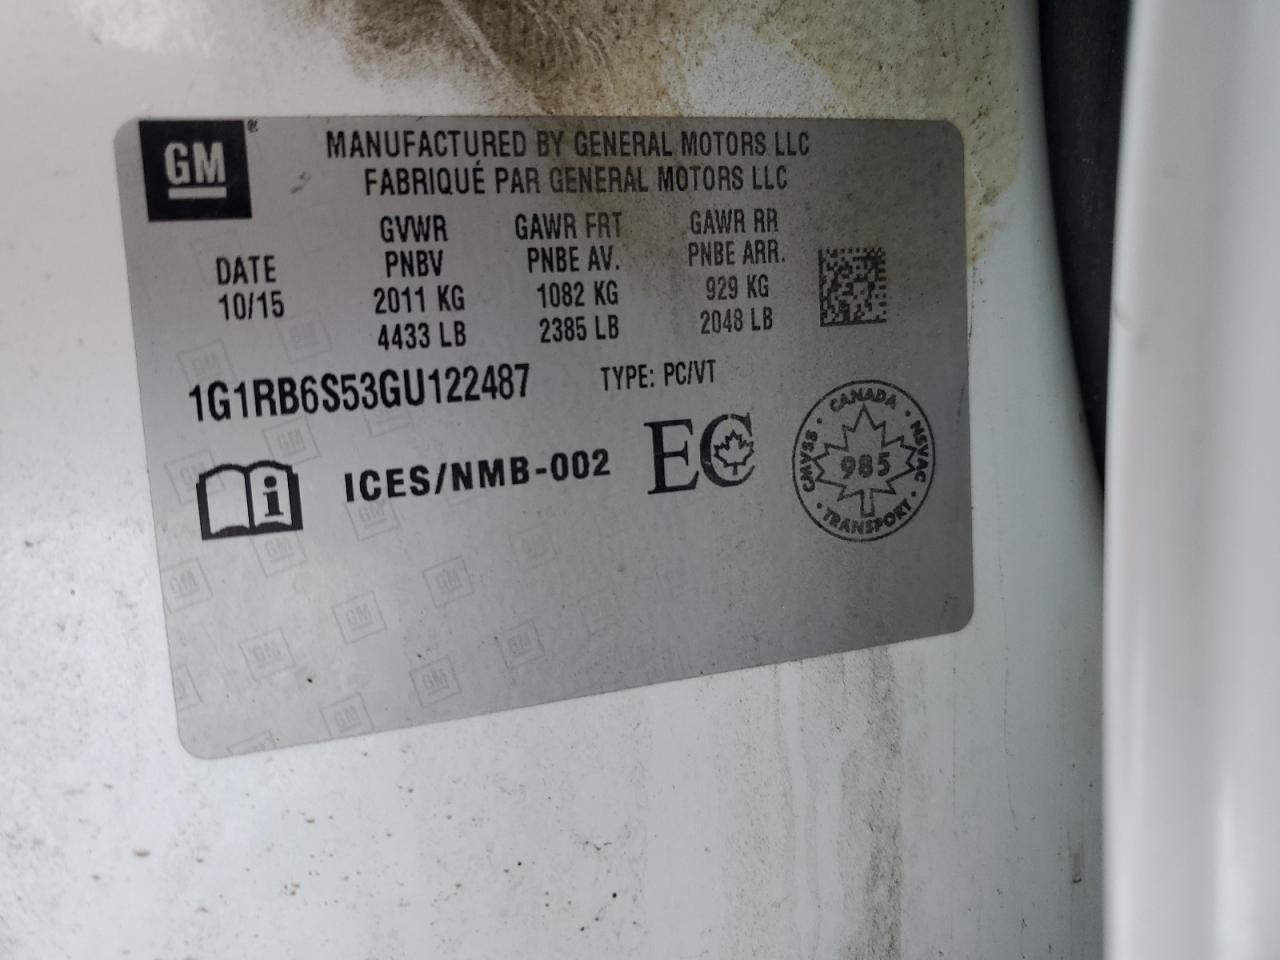 GM
MANUFACTURED BY GENERAL MOTORS LLC
FABRIQUÉ PAR GENERAL MOTORS LLC
DATE
10/15
GVWR
PNBV
2011 KG
4433 LB
GAWR FRT
PNBE AV.
1082 KG
2385 LB
GAWR RR
PNBE ARR.
929 KG
2048 LB
1G1RB6S53GU122487 TYPE: PC/VT
i ICES/NMB-002 EC
CANADA
CMVSS 985 NSVAC
TRANSPORT